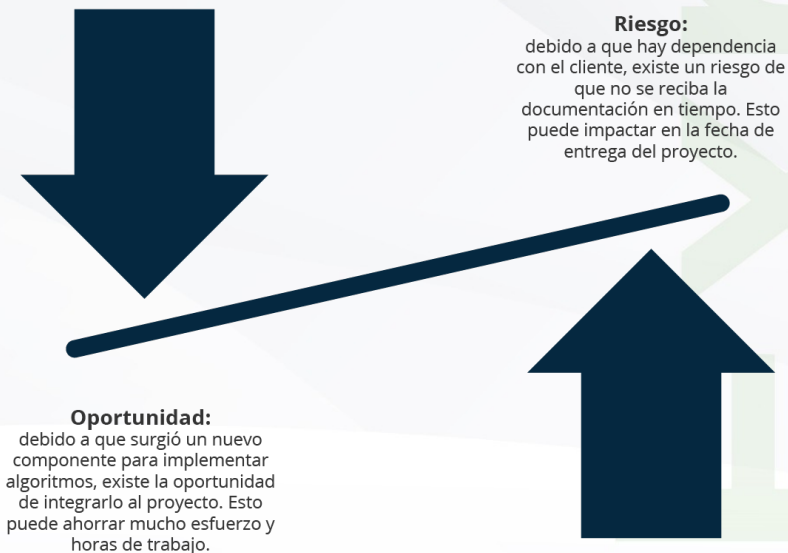 Riesgo:
debido a que hay dependencia
con el cliente, existe un riesgo de
que no se reciba la
documentación en tiempo. Esto
puede impactar en la fecha de
entrega del proyecto.
Oportunidad:
debido a que surgió un nuevo
componente para implementar
algoritmos, existe la oportunidad
de integrarlo al proyecto. Esto
puede ahorrar mucho esfuerzo y
horas de trabajo.